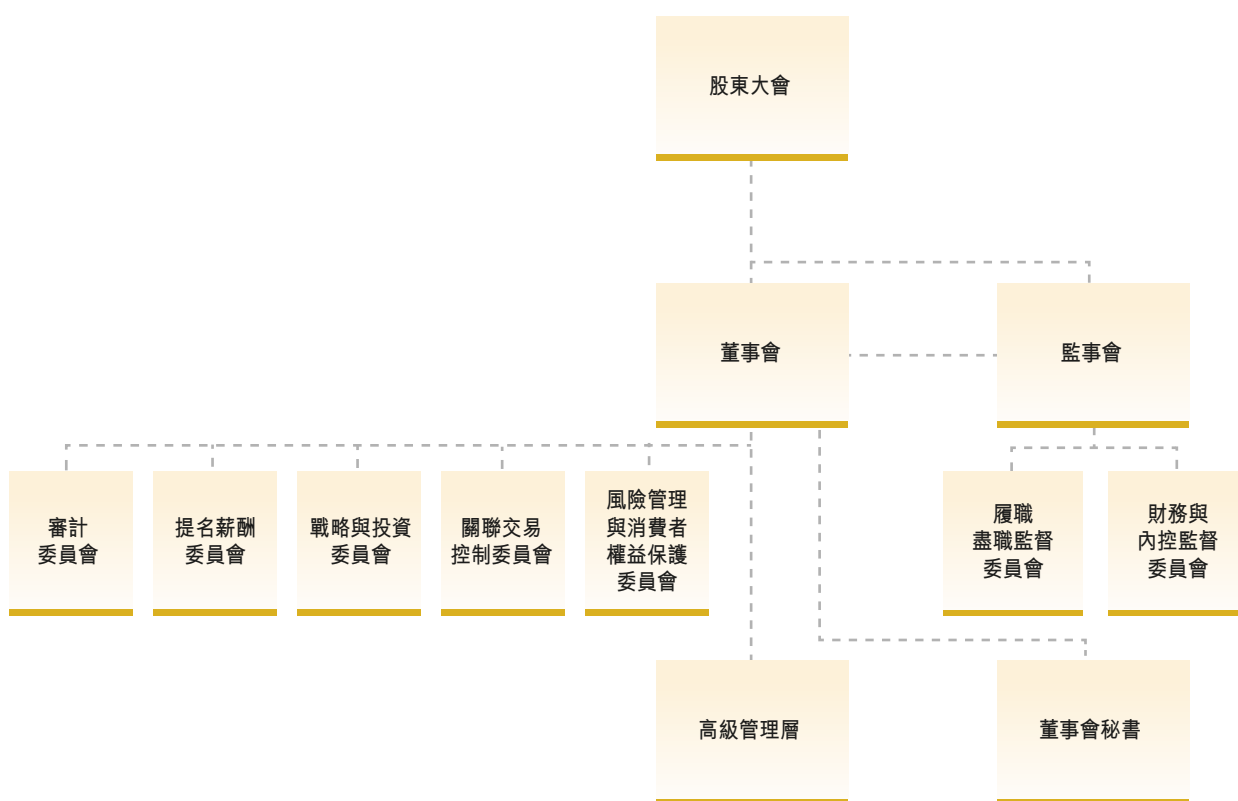 股東大會
董事會
監事會
審計
委員會
提名薪酬
委員會
戰略與投資
委員會
關聯交易
控制委員會
風險管理
與消費者
權益保護
委員會
履職
盡職監督
委員會
財務與
內控監督
委員會
高級管理層
董事會秘書